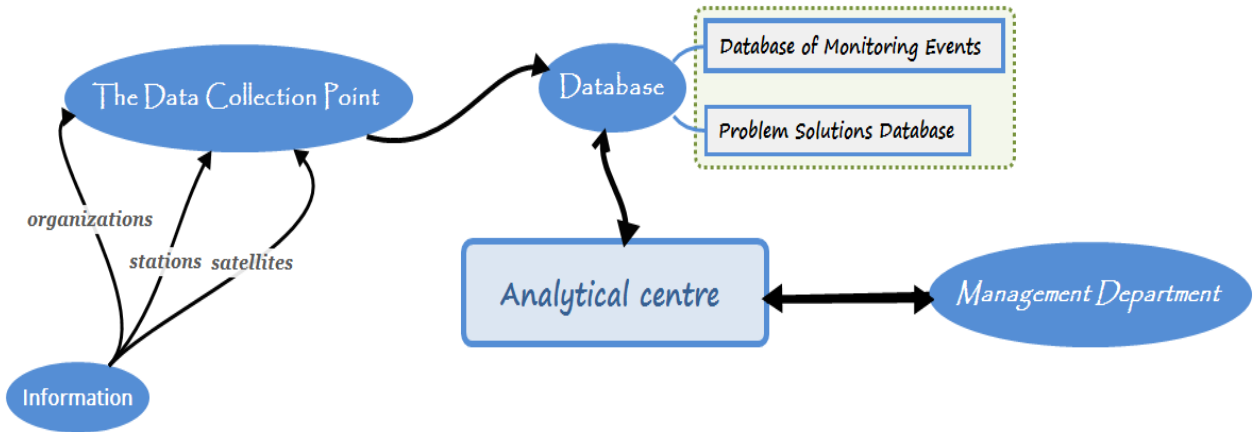 The Data Collection Point
Database
Database of Monitoring Events
Problem Solutions Database
organizations
stations
satellites
Analytical centre
Management Department
Information